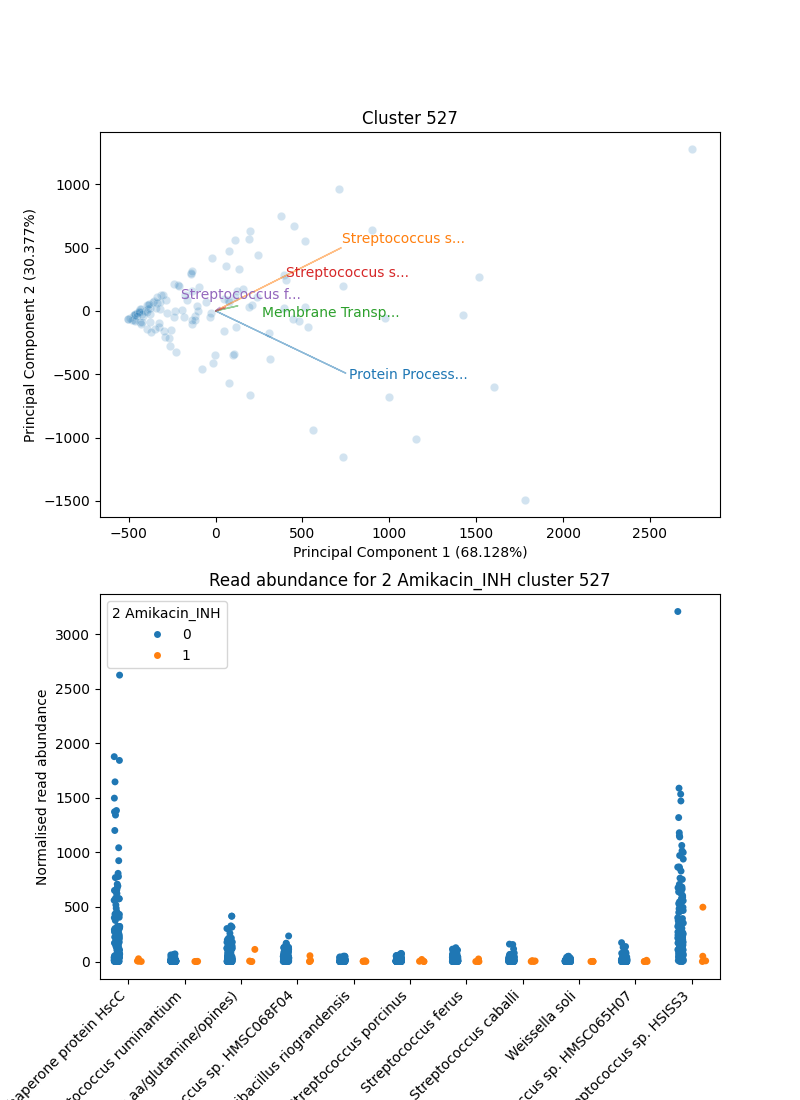 Cluster 527
Principal Component 2 (30.377%)
1000
500
0
−500
−1000
−1500
Streptococcus s...
Streptococcus s...
Streptococcus f...
Membrane Transp...
Protein Process...
−500 0 500 1000 1500 2000 2500
Principal Component 1 (68.128%)
Read abundance for 2 Amikacin_INH cluster 527
Normalised read abundance
3000
2500
2000
1500
1000
500
0
2 Amikacin_INH
0
1
aperone protein HscC
tococcus ruminantium
aa/glutamine/opines)
ccus sp. HMSC068F04
ibacillus riograndensis
Streptococcus porcinus
Streptococcus ferus
Streptococcus caballi
Weissella soli
ccus sp. HMSC065H07
eptococcus sp. HSISS3